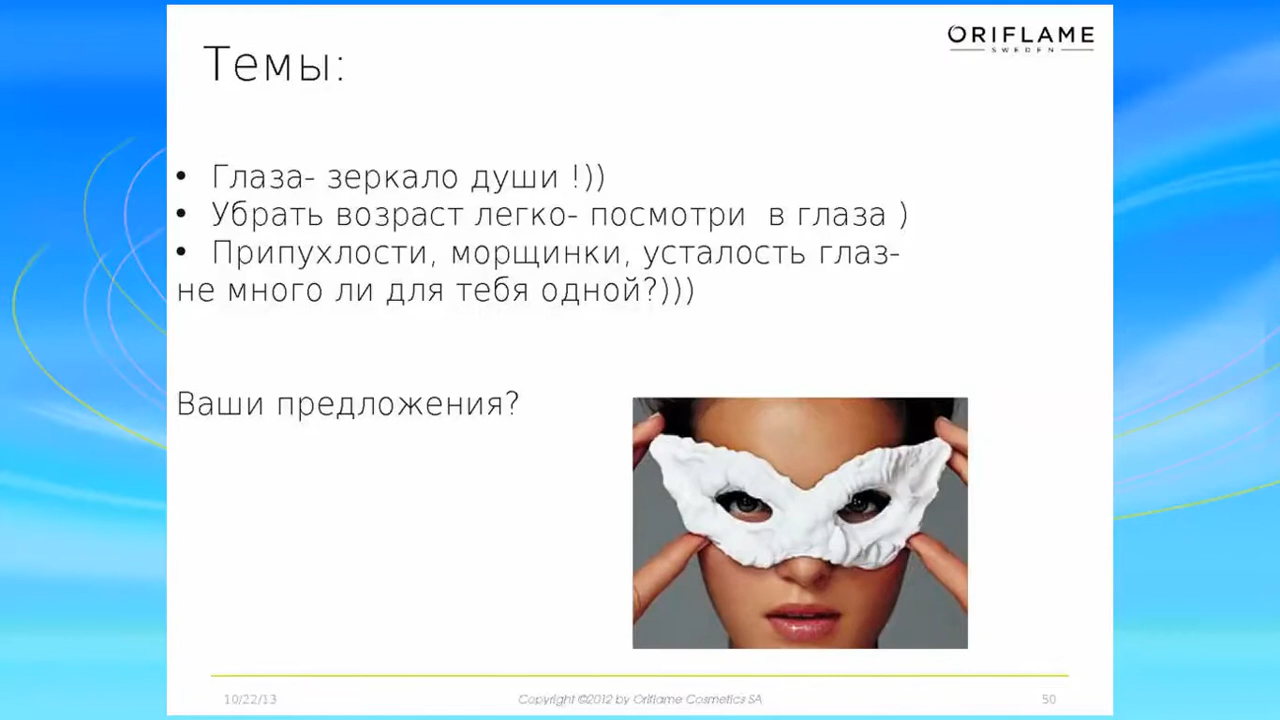 ORIFLAME
SWEDEN
Темы:
• Глаза- зеркало души !))
• Убрать возраст легко- посмотри в глаза )
• Припухлости, морщинки, усталость глаз-
не много ли для тебя одной?)))
Ваши предложения?
10/22/13
Copyright ©2012 by Oriflame Cosmetics SA
50